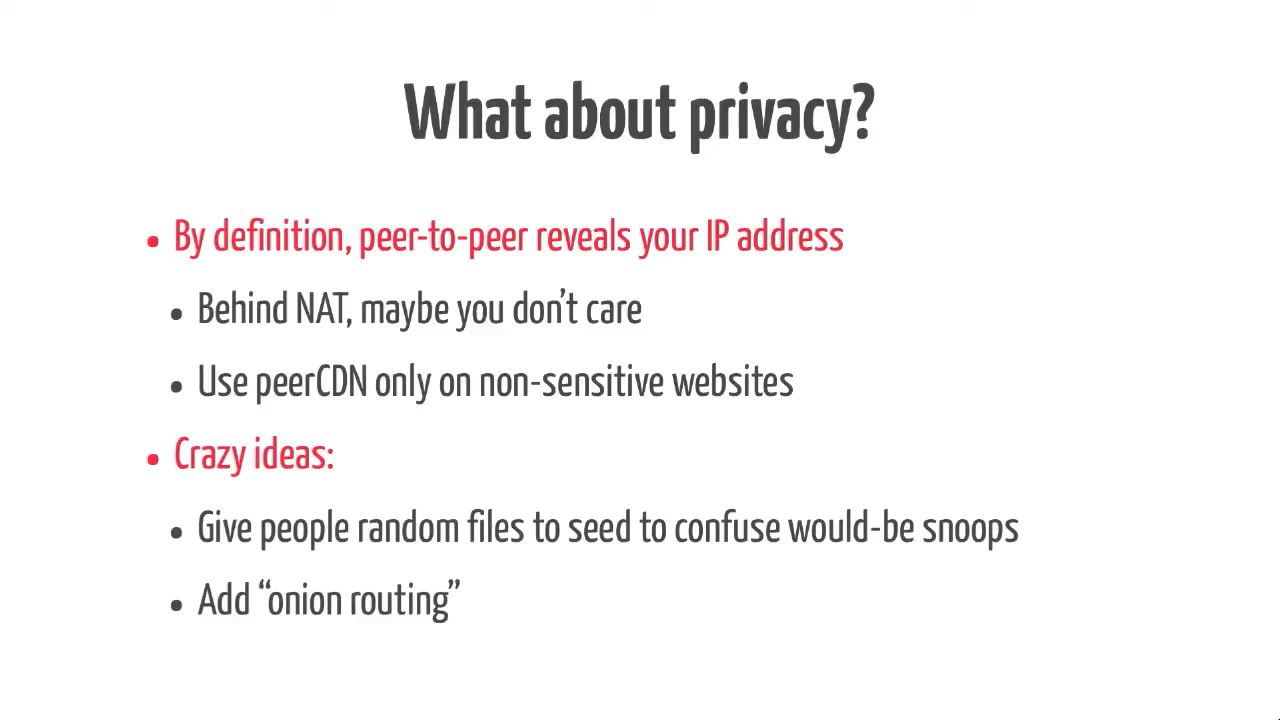 What about privacy?
• By definition, peer-to-peer reveals your IP address
• Behind NAT, maybe you don’t care
• Use peerCDN only on non-sensitive websites
• Crazy ideas:
• Give people random files to seed to confuse would-be snoops
• Add “onion routing”